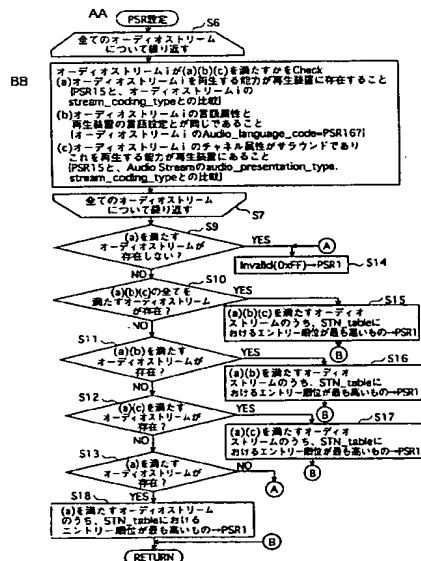 AA
PSR設定
S6
全てのオーディオストリーム
について繰り返す
BB
オーディオストリームiが(a)(b)(c)を満たすかをCheck
(a)オーディオストリームiを再生する能力が再生装置に存在すること
[PSR15と、オーディオストリームiの
stream_coding_typeとの比較]
(b)オーディオストリームiの言語属性と
再生装置の言語設定とが同じであること
[オーディオストリームiのAudio_language_code=PSR16?]
(c)オーディオストリームiのチャネル属性がサラウンドであり
これを再生する能力が再生装置にあること
[PSR15と、Audio Streamのaudio_presentation_type.
stream_coding_typeとの比較]
全てのオーディオストリーム
について繰り返す
S7
S9
(a)を満たす
オーディオストリームが
存在しない?
YES
A
NO
Invalid(0xFF)→PSR1
S14
S10
(a)(b)(c)の全てを
満たすオーディオストリームが
存在?
YES
S15
NO
(a)(b)(c)を満たすオーディオ
ストリームのうち、STN_tableに
おけるエントリー順位が最も高いもの→PSR1
B
S11
(a)(b)を満たす
オーディオストリームが
存在?
YES
S16
NO
(a)(b)を満たすオーディオ
ストリームのうち、STN_tableに
おけるエントリー順位が最も高いもの→PSR1
B
S12
(a)(c)を満たす
オーディオストリームが
存在?
YES
S17
NO
(a)(c)を満たすオーディオ
ストリームのうち、STN_tableに
おけるエントリー順位が最も高いもの→PSR1
B
S13
(a)を満たす
オーディオストリームが
存在?
NO
A
S18
YES
(a)を満たすオーディオストリーム
のうち、STN_tableにおける
エントリー順位が最も高いもの→PSR1
B
RETURN